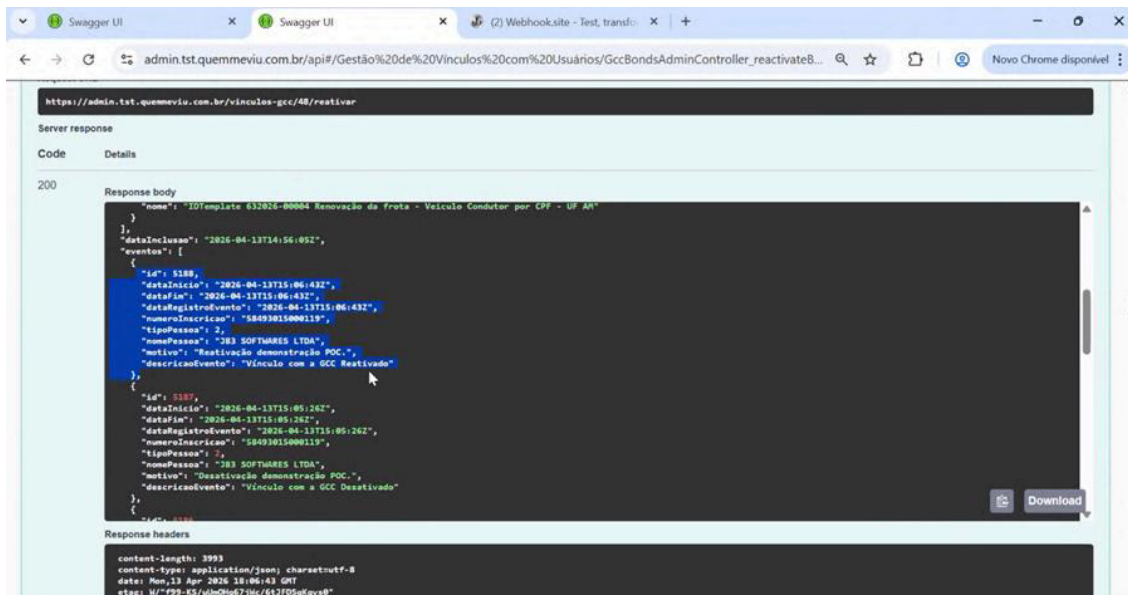 Swagger UI
Swagger UI
(2) Webhook.site - Test, transfo
admin.tst.quemmeviu.com.br/api#/Gestão%20de%20Vínculos%20com%20Usuários/GccBondsAdminController_reactivateB...
Novo Chrome disponível
https://admin.tst.quemmeviu.com.br/vinculos-gcc/48/reativar
Server response
Code Details
200
Response body
"nome": "IDTemplate 632026-00004 Renovação da frota - Veiculo Condutor por CPF - UF AM"
}
],
"dataInclusao": "2026-04-13T14:56:05Z",
"eventos": [
{
"id": 5188,
"dataInicio": "2026-04-13T15:06:43Z",
"dataFim": "2026-04-13T15:06:43Z",
"dataRegistroEvento": "2026-04-13T15:06:43Z",
"numeroInscricao": "58493015000119",
"tipoPessoa": 2,
"nomePessoa": "JB3 SOFTWARES LTDA",
"motivo": "Reativação demonstração POC.",
"descricaoEvento": "Vínculo com a GCC Reativado"
},
{
"id": 5187,
"dataInicio": "2026-04-13T15:05:26Z",
"dataFim": "2026-04-13T15:05:26Z",
"dataRegistroEvento": "2026-04-13T15:05:26Z",
"numeroInscricao": "58493015000119",
"tipoPessoa": 2,
"nomePessoa": "JB3 SOFTWARES LTDA",
"motivo": "Desativação demonstração POC.",
"descricaoEvento": "Vínculo com a GCC Desativado"
},
{
Download
Response headers
content-length: 3993
content-type: application/json; charset=utf-8
date: Mon,13 Apr 2026 18:06:43 GMT